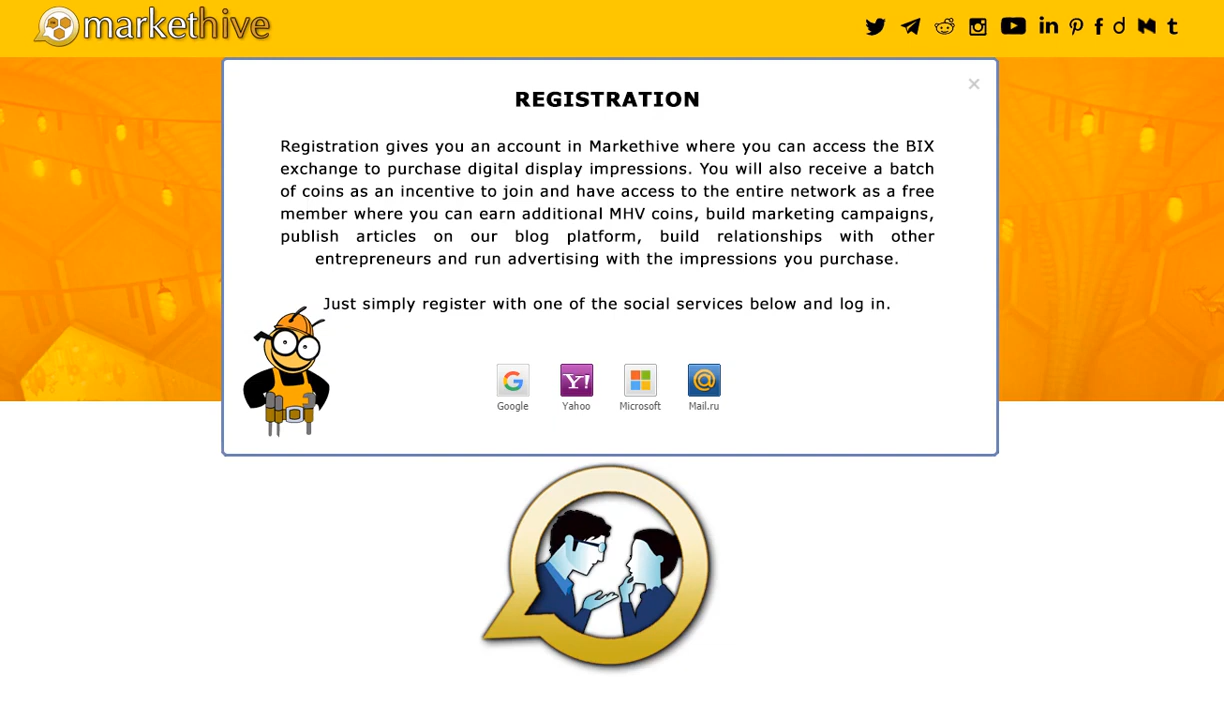 markethive
REGISTRATION
Registration gives you an account in Markethive where you can access the BIX
exchange to purchase digital display impressions. You will also receive a batch
of coins as an incentive to join and have access to the entire network as a free
member where you can earn additional MHV coins, build marketing campaigns,
publish articles on our blog platform, build relationships with other
entrepreneurs and run advertising with the impressions you purchase.
Just simply register with one of the social services below and log in.
Google Yahoo Microsoft Mail.ru